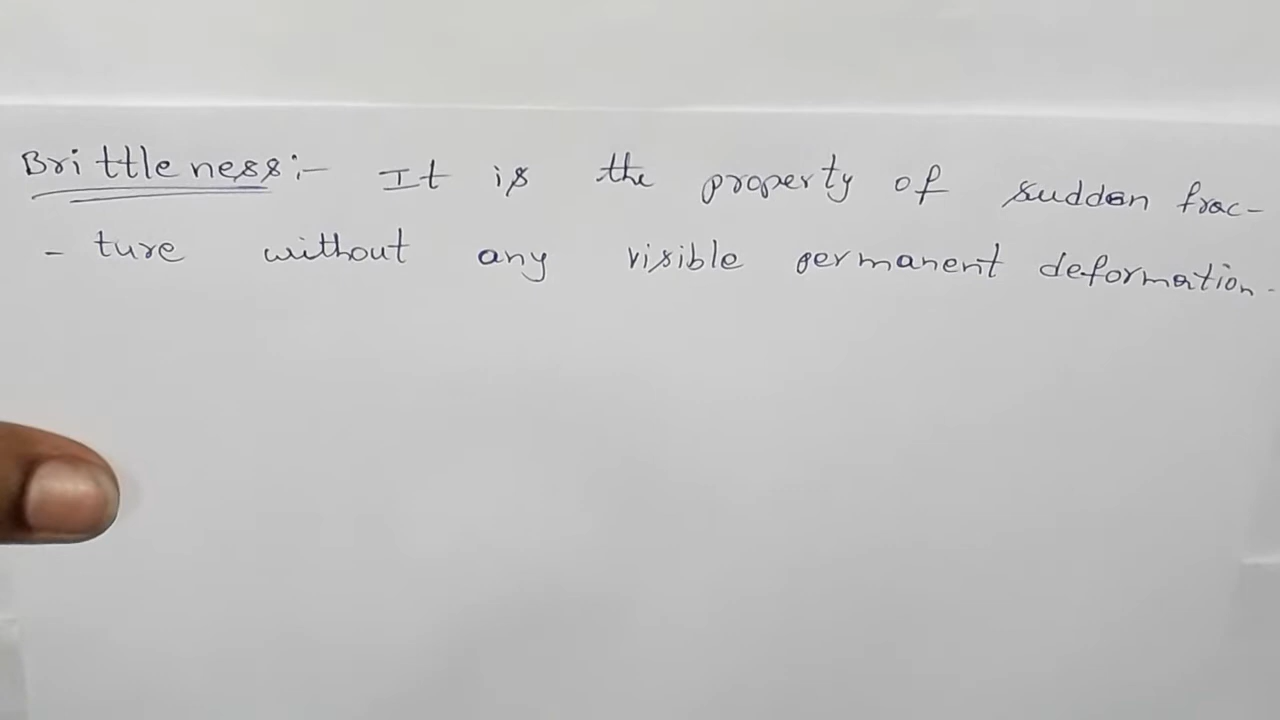 Brittleness:- It is the property of sudden frac-
- ture without any visible permanent deformation.